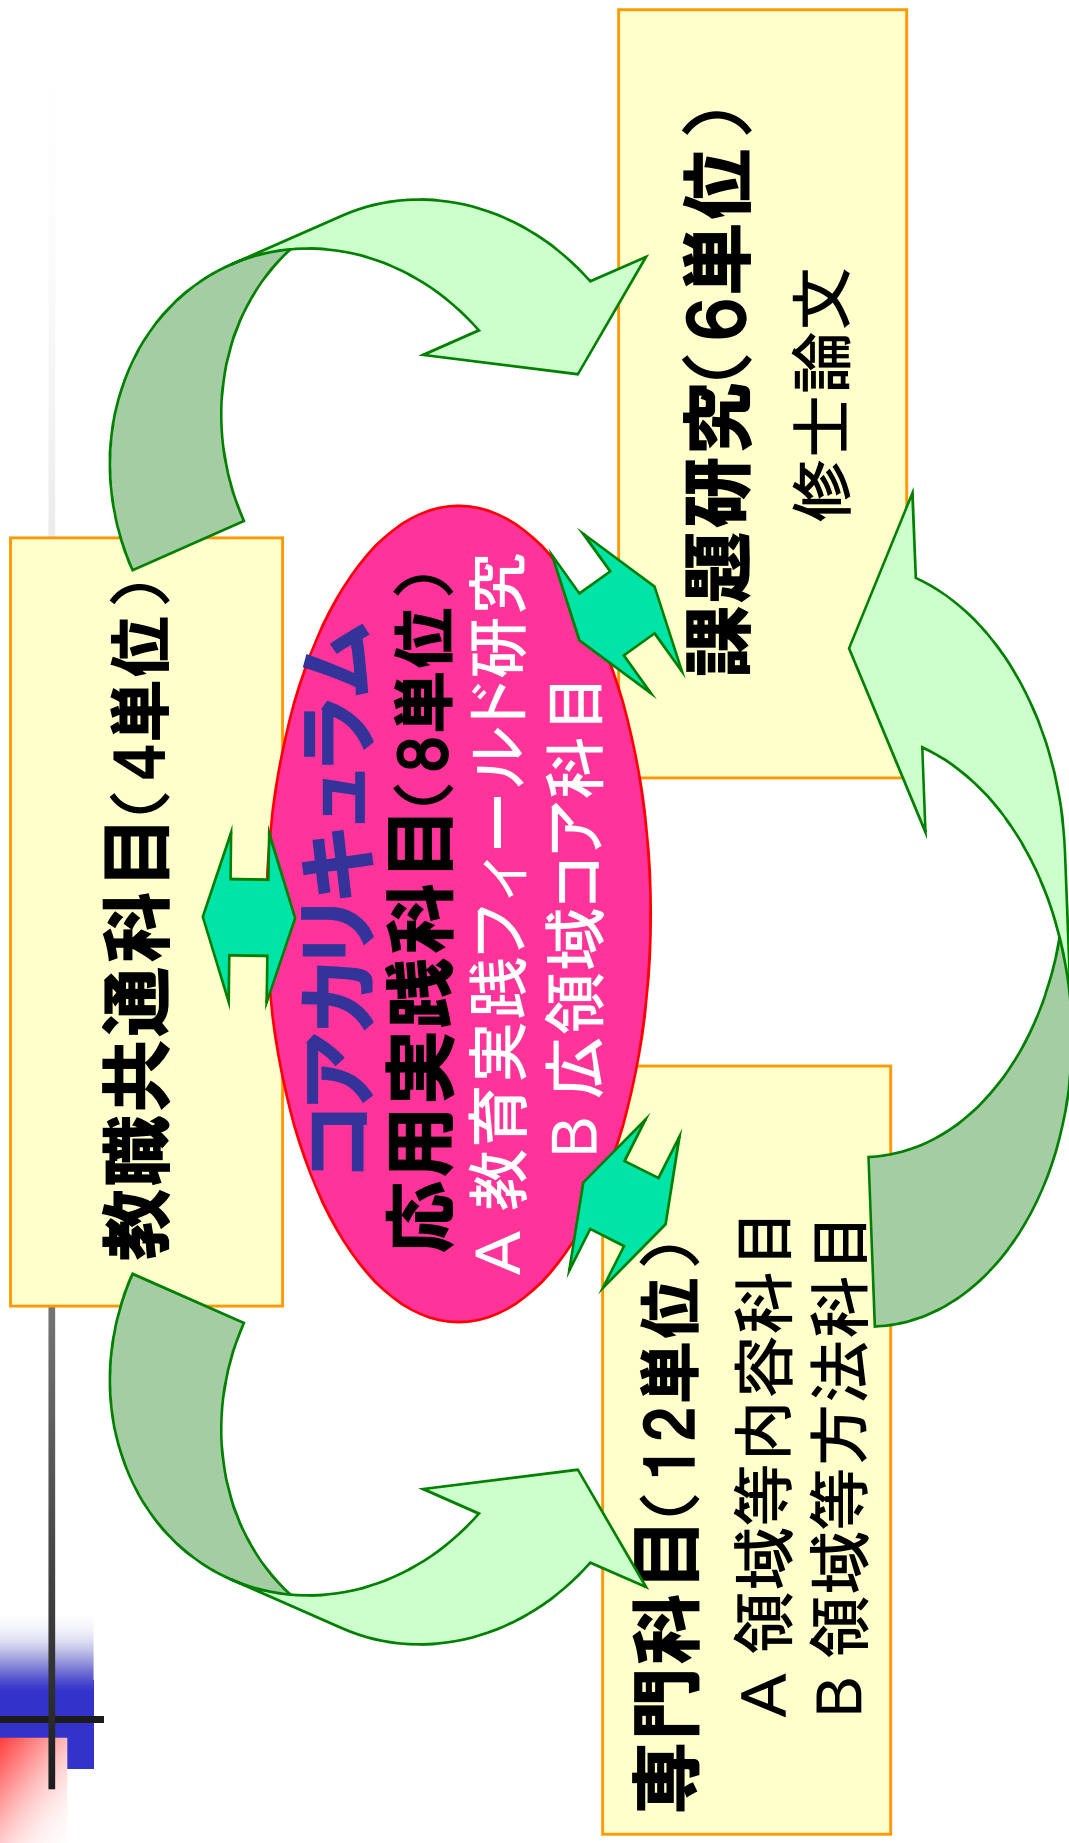 教職共通科目(4単位)
コアカリキュラム
応用実践科目(8単位)
A 教育実践フィールド研究
B 広領域コア科目
専門科目(12単位)
A 領域等内容科目
B 領域等方法科目
課題研究(6単位)
修士論文